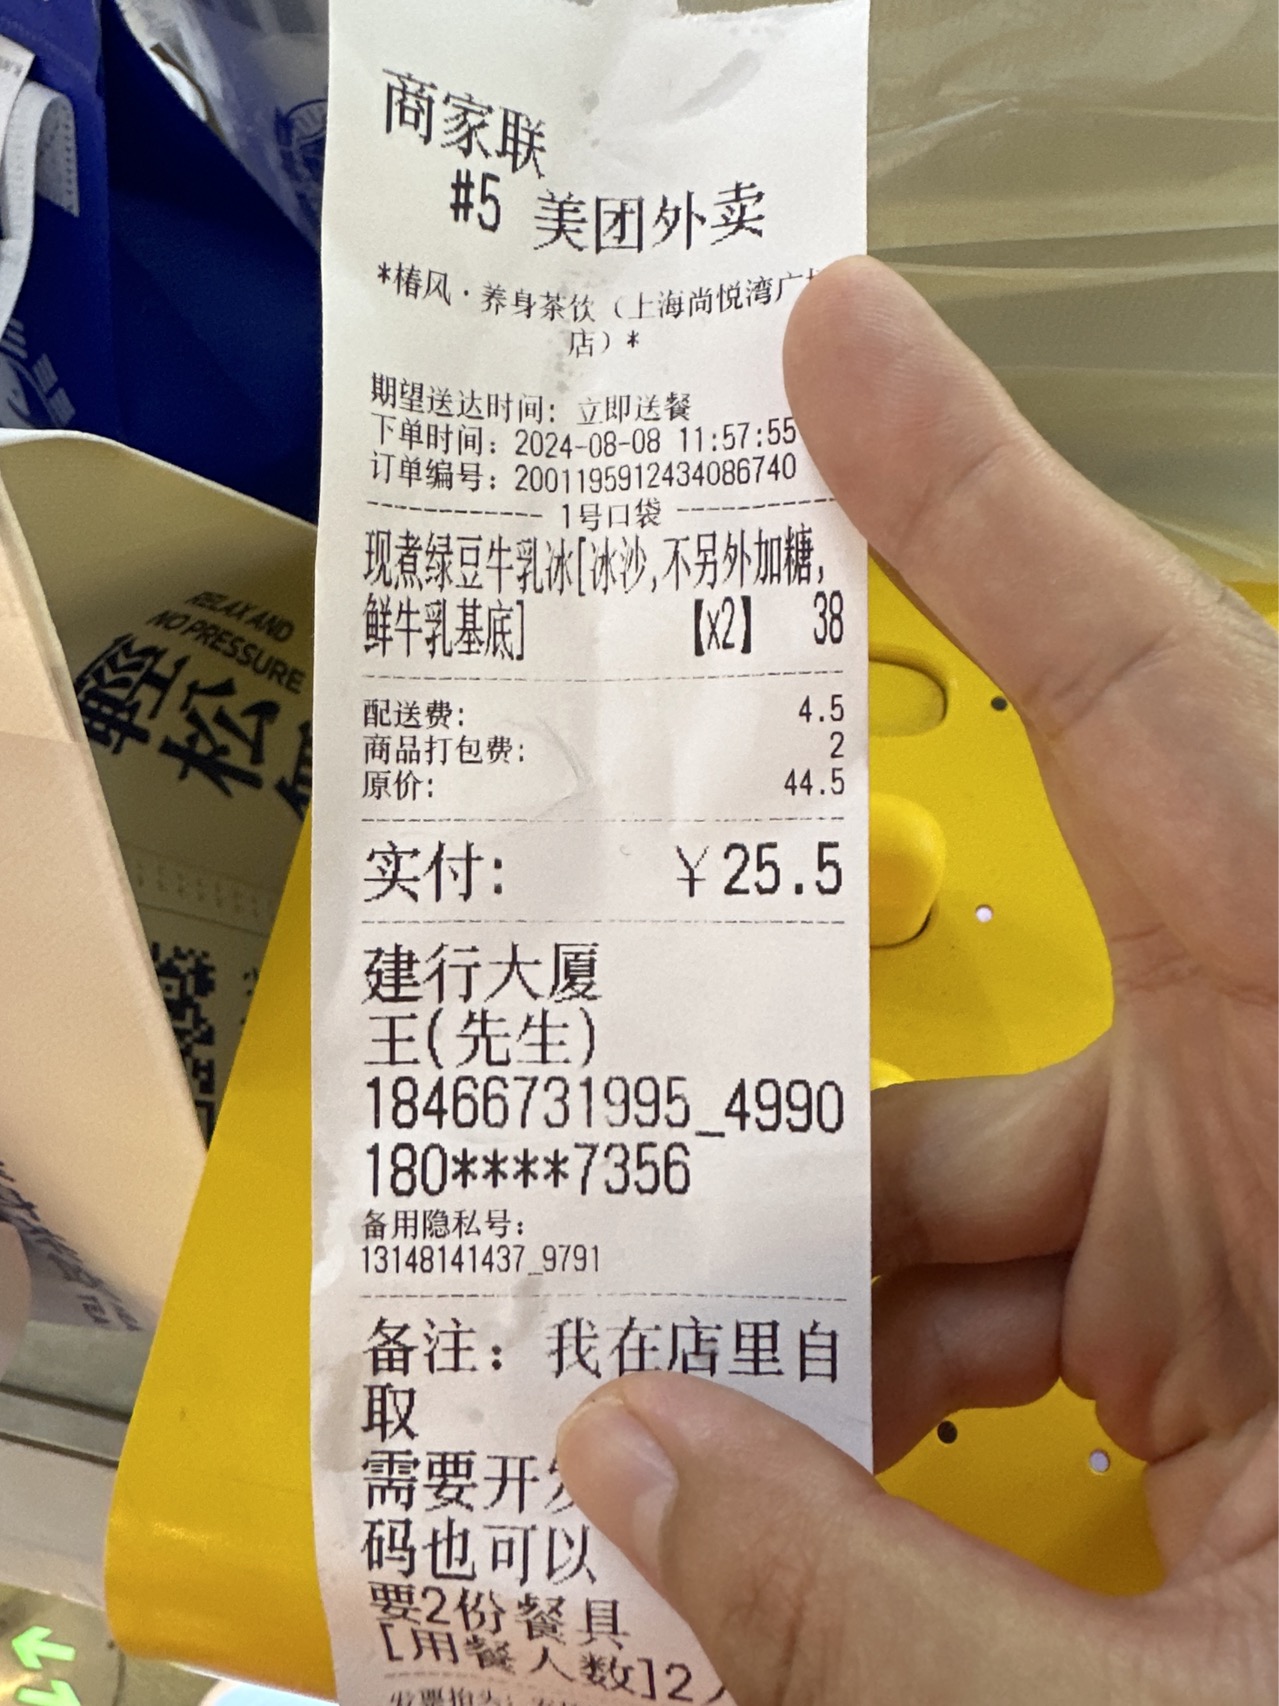 商家联
#5 美团外卖
*椿风·养身茶饮（上海尚悦湾广
店）*
期望送达时间: 立即送餐
下单时间: 2024-08-08 11:57:55
订单编号: 2001195912434086740
------------ 1号口袋 ------------
现煮绿豆牛乳冰[冰沙,不另外加糖,
鲜牛乳基底] 【x2】 38
配送费: 4.5
商品打包费: 2
原价: 44.5
实付: ￥25.5
建行大厦
王(先生)
18466731995_4990
180****7356
备用隐私号:
13148141437_9791
备注: 我在店里自
取
需要开
码也可以
要2份餐具
[用餐人数]2
RELAX AND
NO PRESSURE
輕松